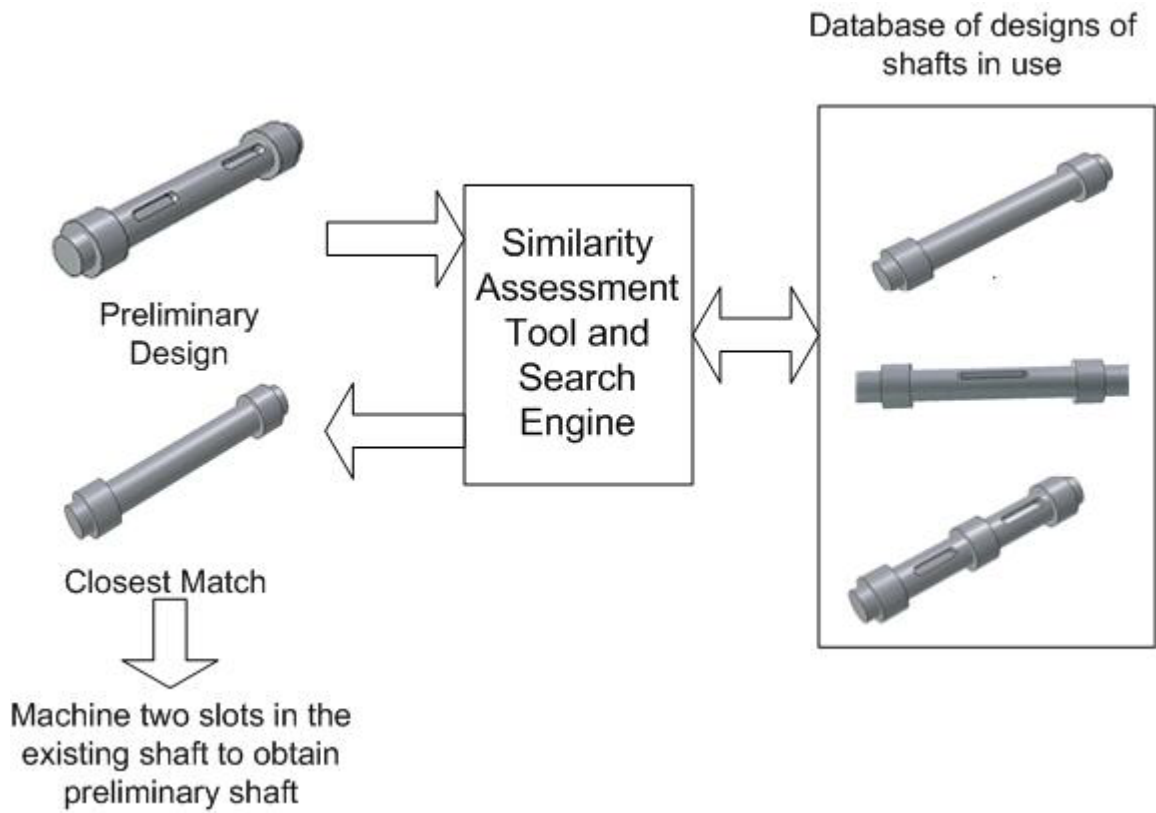 Database of designs of
shafts in use
Preliminary
Design
Similarity
Assessment
Tool and
Search
Engine
Closest Match
Machine two slots in the
existing shaft to obtain
preliminary shaft